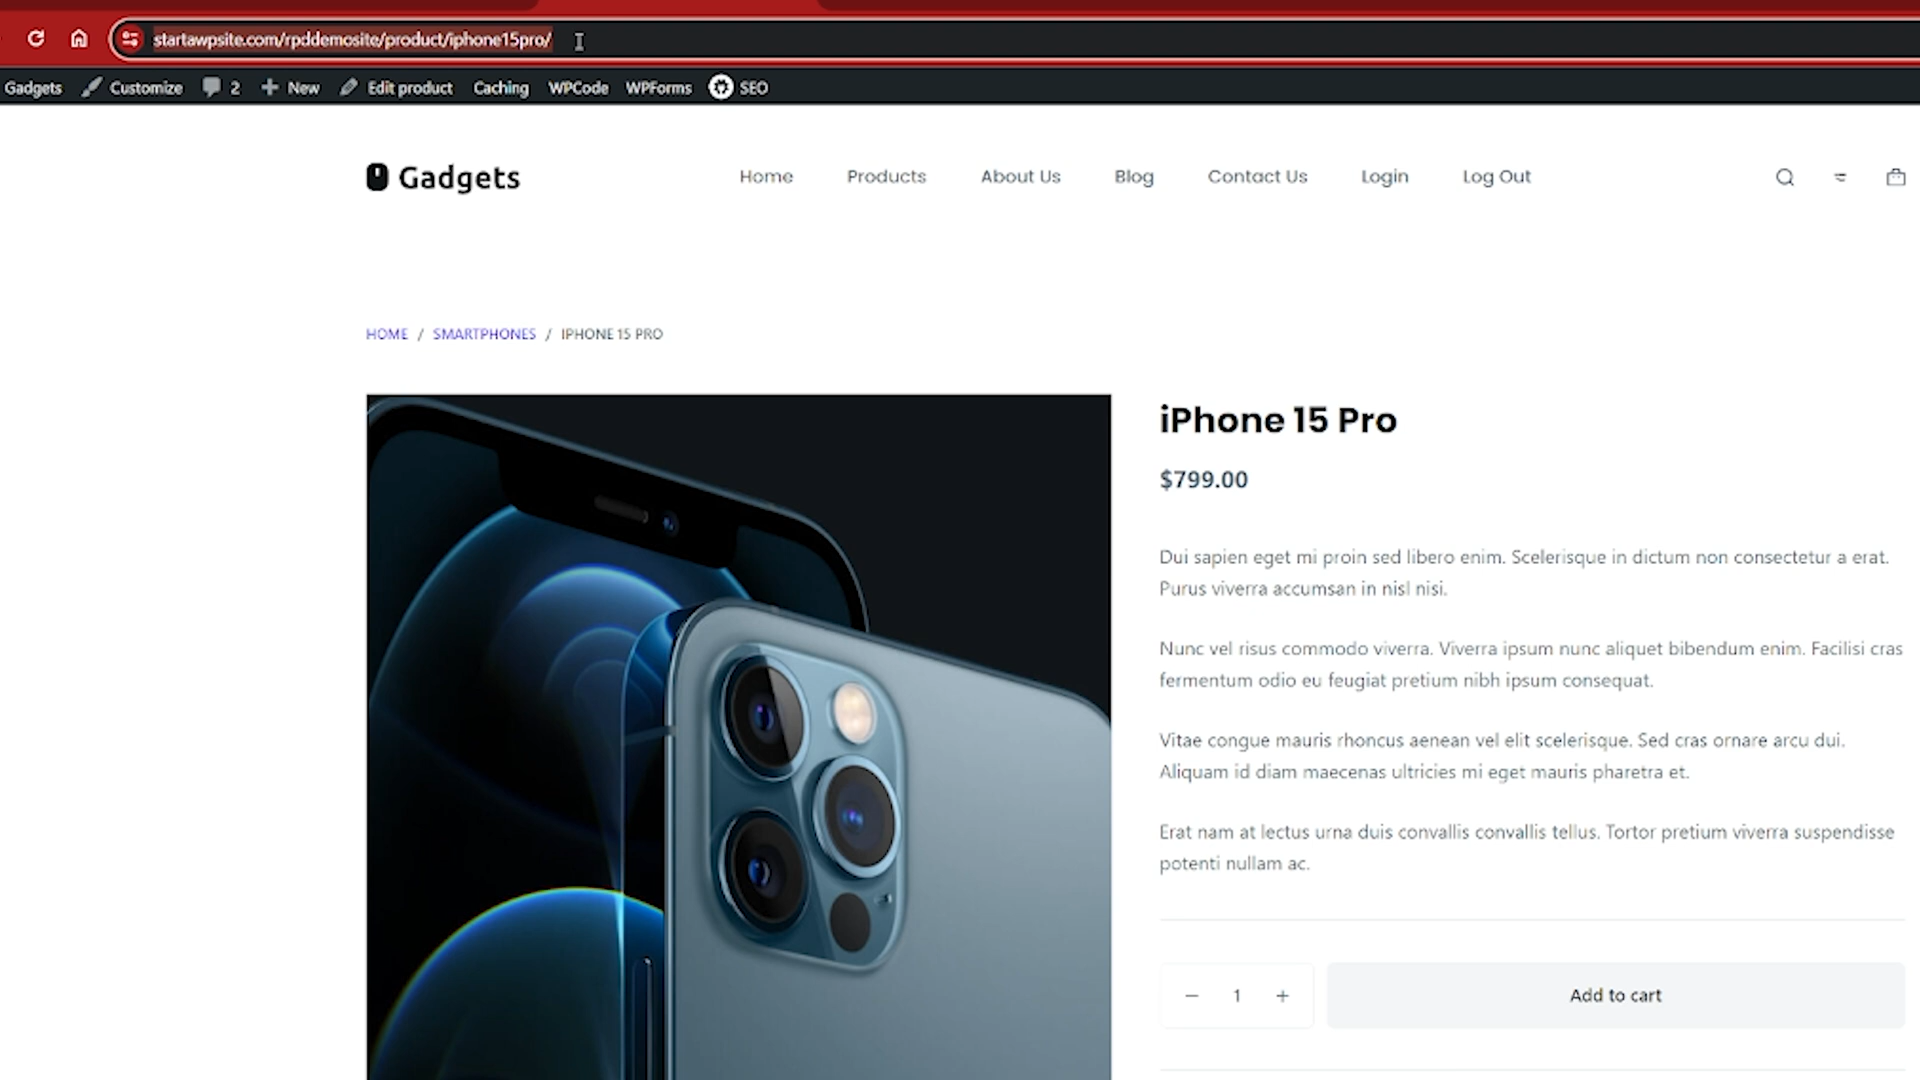 startawpsite.com/rpddemosite/product/iphone15pro/
Gadgets Customize 2 New Edit product Caching WPCode WPForms SEO
Gadgets Home Products About Us Blog Contact Us Login Log Out
HOME / SMARTPHONES / IPHONE 15 PRO
iPhone 15 Pro
$799.00
Dui sapien eget mi proin sed libero enim. Scelerisque in dictum non consectetur a erat.
Purus viverra accumsan in nisl nisi.
Nunc vel risus commodo viverra. Viverra ipsum nunc aliquet bibendum enim. Facilisi cras
fermentum odio eu feugiat pretium nibh ipsum consequat.
Vitae congue mauris rhoncus aenean vel elit scelerisque. Sed cras ornare arcu dui.
Aliquam id diam maecenas ultricies mi eget mauris pharetra et.
Erat nam at lectus urna duis convallis convallis tellus. Tortor pretium viverra suspendisse
potenti nullam ac.
− 1 + Add to cart